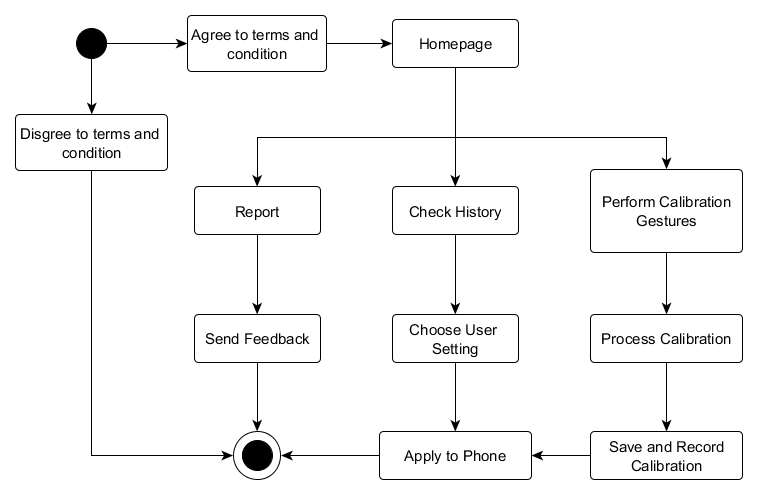 Agree to terms and
condition
Homepage
Disgree to terms and
condition
Report
Check History
Perform Calibration
Gestures
Send Feedback
Choose User
Setting
Process Calibration
Apply to Phone
Save and Record
Calibration